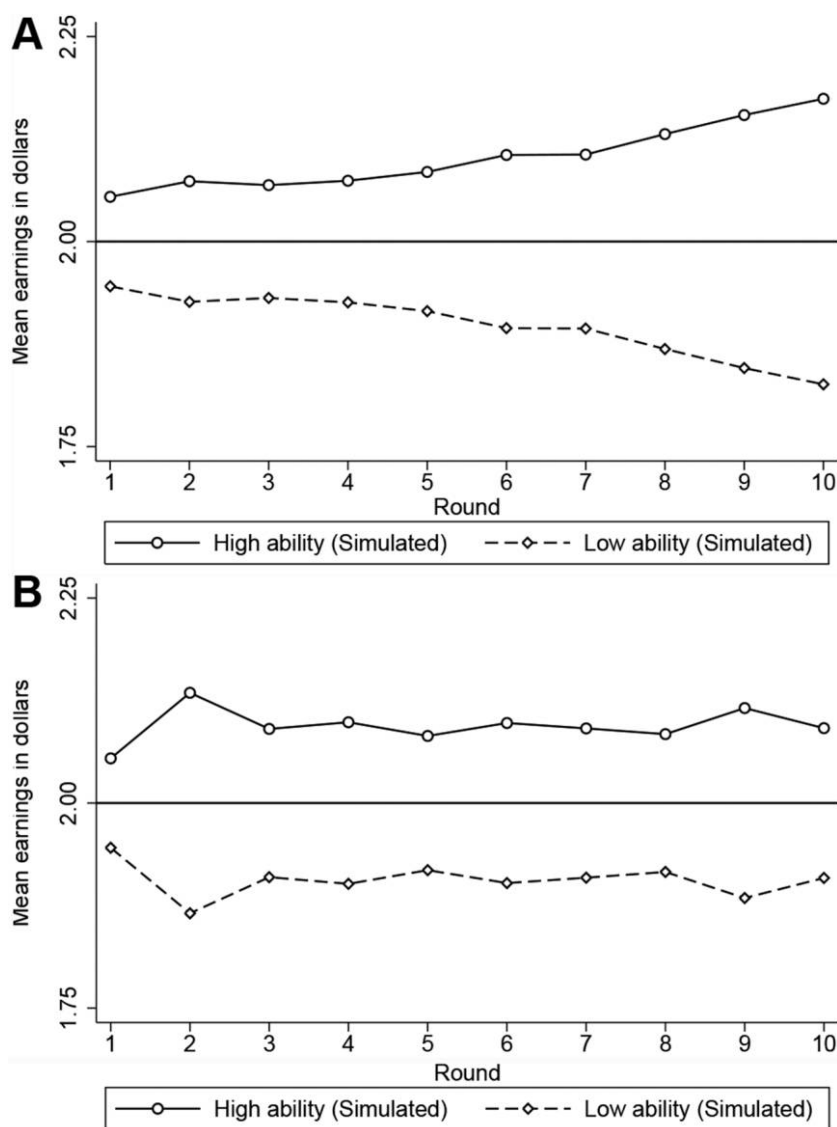 A
Mean earnings in dollars
2.25
2.00
1.75
1 2 3 4 5 6 7 8 9 10
Round
High ability (Simulated) Low ability (Simulated)
B
Mean earnings in dollars
2.25
2.00
1.75
1 2 3 4 5 6 7 8 9 10
Round
High ability (Simulated) Low ability (Simulated)